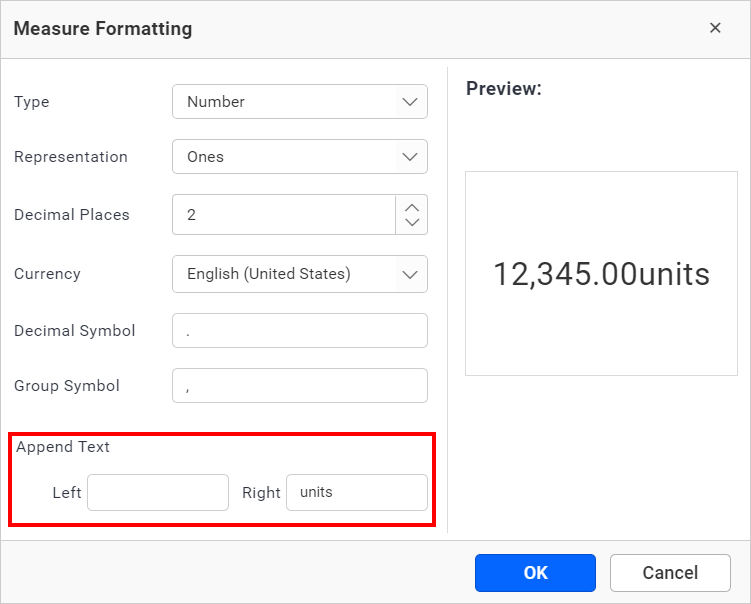 Measure Formatting
Type Number
Representation Ones
Decimal Places 2
Currency English (United States)
Decimal Symbol .
Group Symbol ,
Append Text
Left Right units
Preview:
12,345.00units
OK Cancel